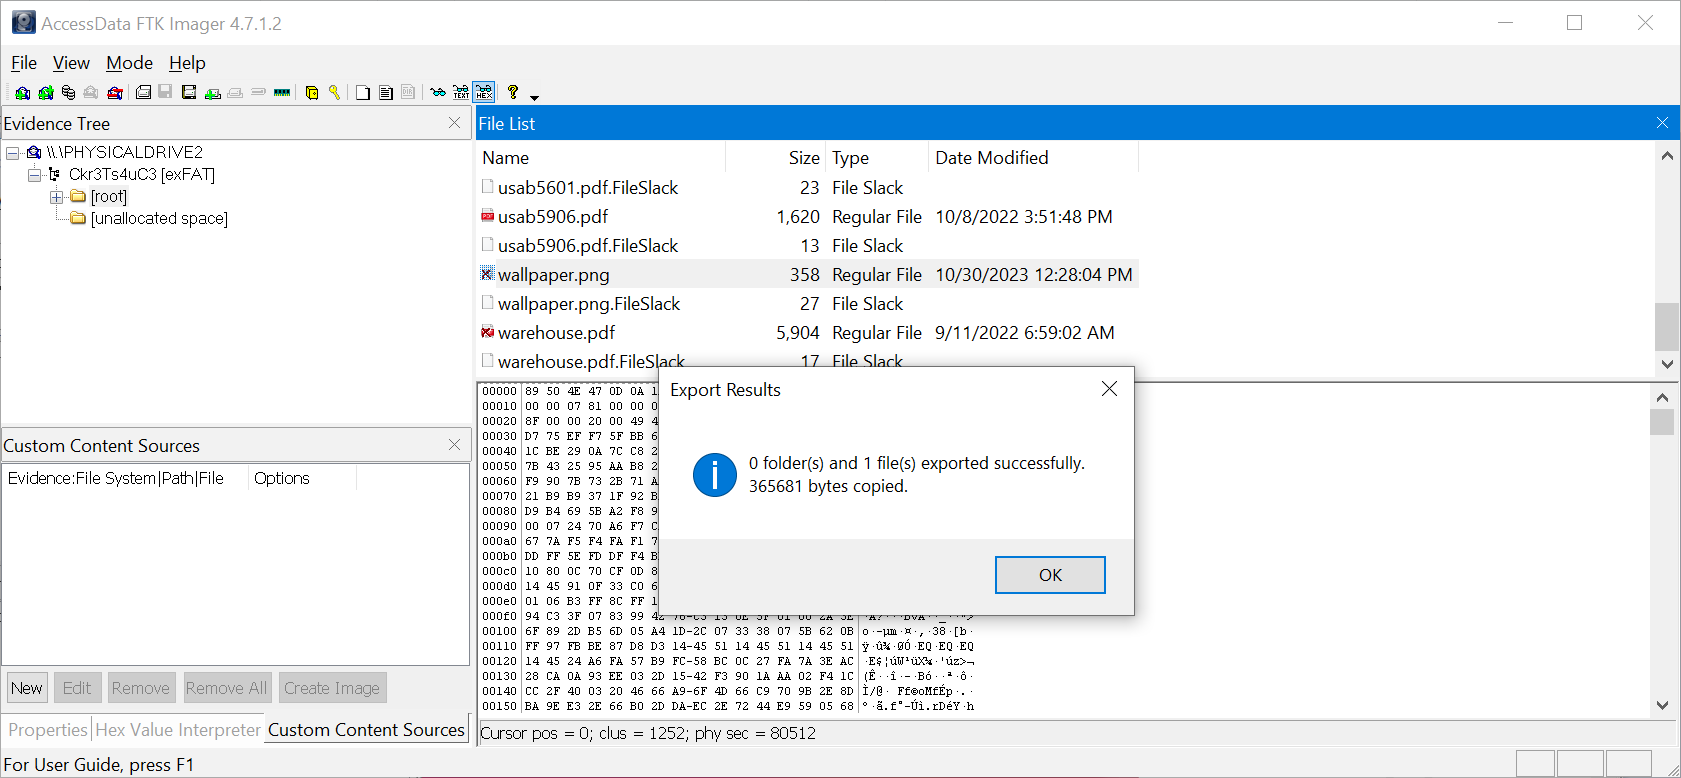 AccessData FTK Imager 4.7.1.2
File View Mode Help
Evidence Tree
\\.\PHYSICALDRIVE2
Ckr3Ts4uC3 [exFAT]
[root]
[unallocated space]
File List
Name Size Type Date Modified
usab5601.pdf.FileSlack 23 File Slack
usab5906.pdf 1,620 Regular File 10/8/2022 3:51:48 PM
usab5906.pdf.FileSlack 13 File Slack
wallpaper.png 358 Regular File 10/30/2023 12:28:04 PM
wallpaper.png.FileSlack 27 File Slack
warehouse.pdf 5,904 Regular File 9/11/2022 6:59:02 AM
warehouse.pdf.FileSlack 17 File Slack
Custom Content Sources
Evidence:File System|Path|File Options
New Edit Remove Remove All Create Image
Properties Hex Value Interpreter Custom Content Sources
00000 89 50 4E 47 0D 0A
00010 00 00 07 81 00 00
00020 8F 00 00 20 00 49
00030 D7 75 EF F7 5F BB
00040 1C BE 29 0A 7C C8
00050 7B 43 25 95 AA B8
00060 F9 90 7B 73 2B 71
00070 21 B9 B9 37 1F 92
00080 D9 B4 69 5B A2 F8
00090 00 07 24 70 A6 F7
000a0 67 7A F5 F4 FA F1
000b0 DD FF 5E FD DF F4
000c0 10 80 0C 70 CF 0D
000d0 14 45 91 0F 33 C0
000e0 01 06 B3 FF 8C FF
000f0 94 C3 3F 07 83 99 42 76-C3 13 0E 5F 01 00 2A 3E
00100 6F 89 2D B5 6D 05 A4 1D-2C 07 33 38 07 5B 62 0B o·-µm·¤·,·38·[b·
00110 FF 97 FB BE 87 D8 D3 14-45 51 14 45 51 14 45 51 ÿ·û¾·ØÓ·EQ·EQ·EQ
00120 14 45 24 A6 FA 57 B9 FC-58 BC 0C 27 FA 7A 3E AC ·E$¦úW¹üX¼·'úz>¬
00130 28 CA 0A 93 EE 03 2D 15-42 F3 90 1A AA 02 F4 1C (Ê··î·-·Bó··ª·ô·
00140 CC 2F 40 03 20 46 66 A9-6F 4D 66 C9 70 9B 2E 8D Ì/@· Ff©oMfÉp·.·
00150 BA 9E E3 2E 66 B0 2D DA-EC 2E 72 44 E9 59 05 68 º·ã.f°-Úì.rDéY·h
Export Results
0 folder(s) and 1 file(s) exported successfully.
365681 bytes copied.
OK
Cursor pos = 0; clus = 1252; phy sec = 80512
For User Guide, press F1